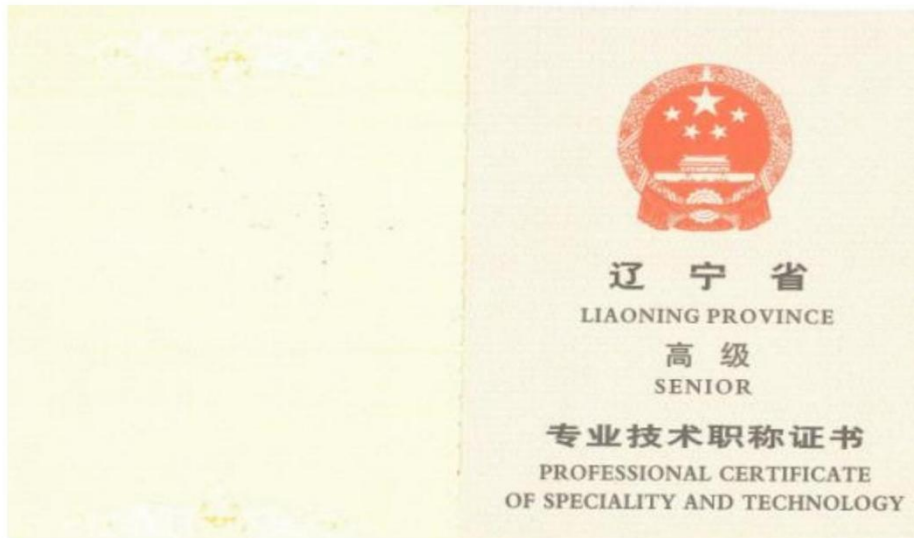 辽宁省
LIAONING PROVINCE
高级
SENIOR
专业技术职称证书
PROFESSIONAL CERTIFICATE
OF SPECIALITY AND TECHNOLOGY